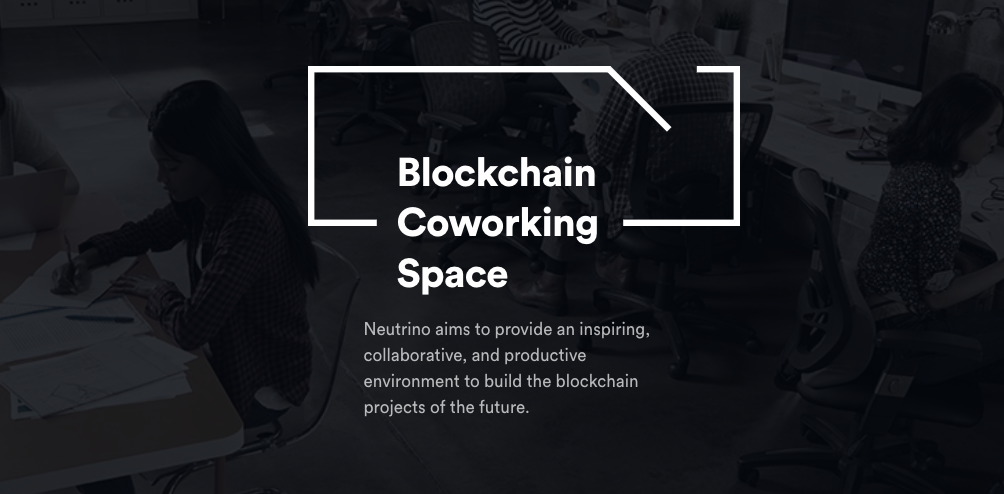 Blockchain
Coworking
Space
Neutrino aims to provide an inspiring,
collaborative, and productive
environment to build the blockchain
projects of the future.